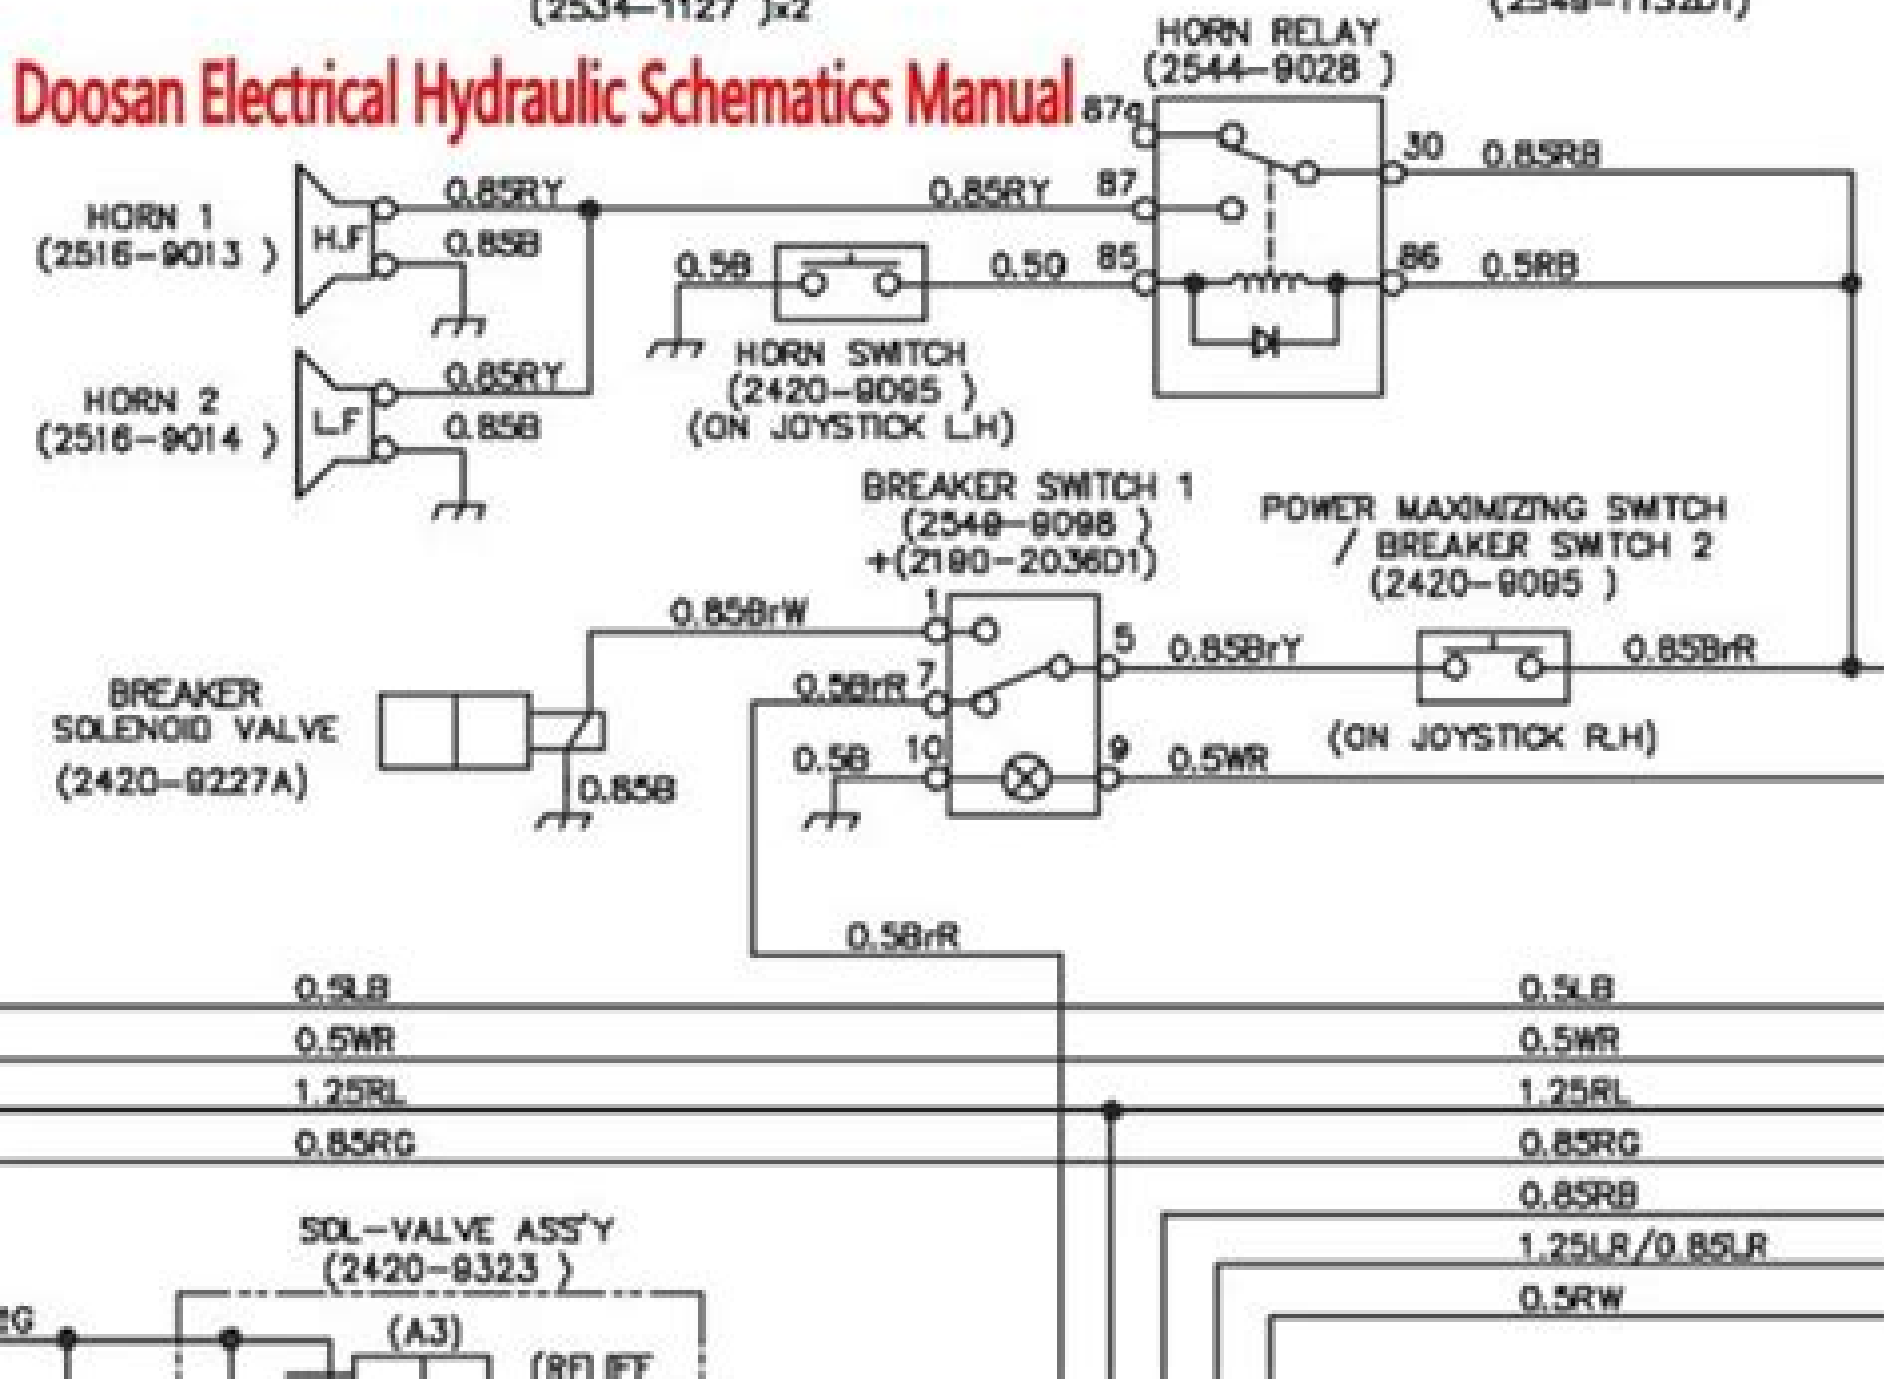 (2534-1127 )x2
HORN RELAY
(2544-9028 )
Doosan Electrical Hydraulic Schematics Manual
87a
30
0.85RB
HORN 1
(2516-9013 )
H.F
0.85RY
0.85B
0.85RY
87
0.5B
0.5O
85
86
0.5RB
HORN SWITCH
(2420-9095 )
(ON JOYSTICK L.H)
HORN 2
(2516-9014 )
L.F
0.85RY
0.85B
BREAKER SWITCH 1
(2549-9098 )
+(2190-2036D1)
POWER MAXIMIZING SWITCH
/ BREAKER SWITCH 2
(2420-9095 )
0.85BrW
1
5
0.85BrY
0.85BrR
0.5BrR
7
BREAKER
SOLENOID VALVE
(2420-9227A)
0.85B
0.5B
10
9
0.5WR
(ON JOYSTICK R.H)
0.5BrR
0.5LB
0.5LB
0.5WR
0.5WR
1.25RL
1.25RL
0.85RG
0.85RG
0.85RB
1.25LR/0.85LR
0.5RW
SOL-VALVE ASS'Y
(2420-9323 )
(A3)